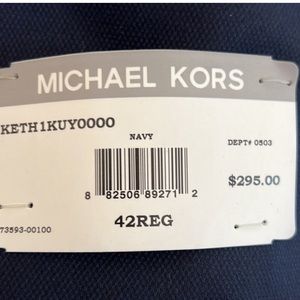 MICHAEL KORS
KETH1KUY0000
NAVY
DEPT# 0503
8 82506 89271 2
$295.00
42REG
73593-00100